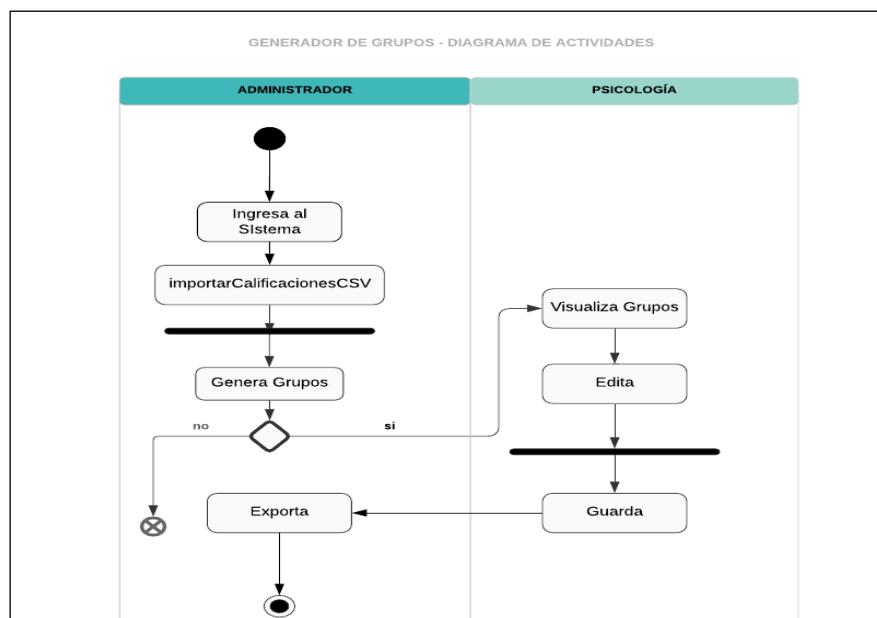 GENERADOR DE GRUPOS - DIAGRAMA DE ACTIVIDADES
ADMINISTRADOR
PSICOLOGÍA
Ingresa al
SIstema
importarCalificacionesCSV
Visualiza Grupos
Genera Grupos
Edita
no
si
Exporta
Guarda